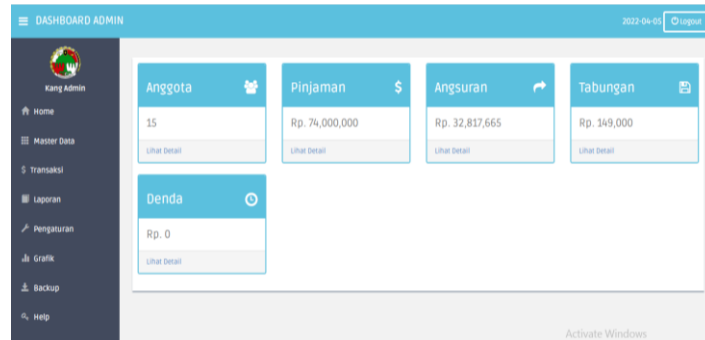 DASHBOARD ADMIN
2022-04-05
Logout
Kang Admin
Home
Master Data
Transaksi
Laporan
Pengaturan
Grafik
Backup
Help
Anggota
15
Lihat Detail
Pinjaman
Rp. 74,000,000
Lihat Detail
Angsuran
Rp. 32,817,665
Lihat Detail
Tabungan
Rp. 149,000
Lihat Detail
Denda
Rp. 0
Lihat Detail
Activate Windows